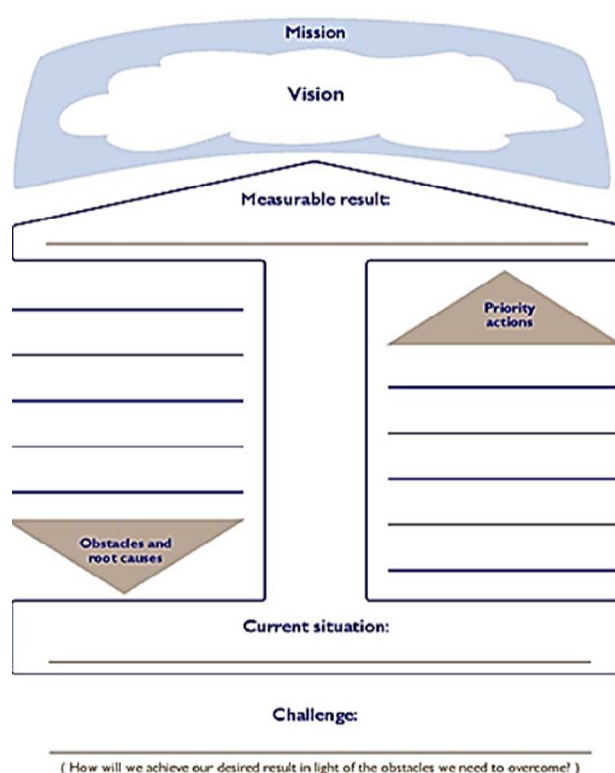 Mission
Vision
Measurable result:
Priority
actions
Obstacles and
root causes
Current situation:
Challenge:
( How will we achieve our desired result in light of the obstacles we need to overcome? )